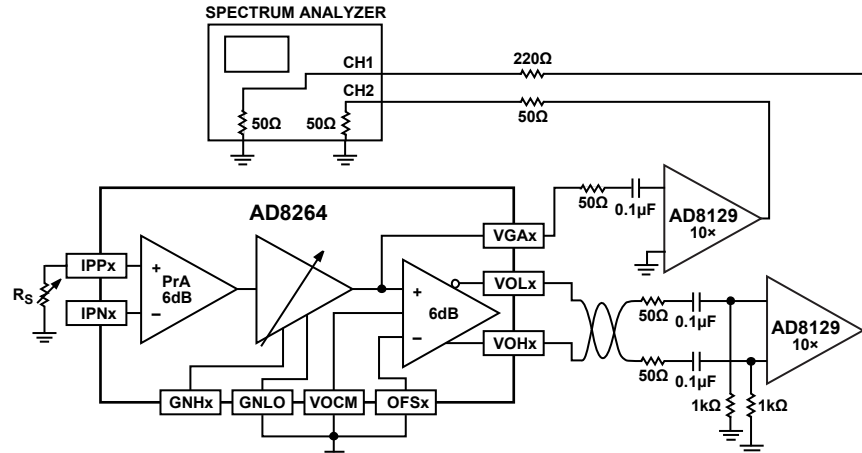 SPECTRUM ANALYZER
CH1
220Ω
CH2
50Ω
50Ω
50Ω
AD8264
VGAx
50Ω
0.1µF
AD8129
10×
IPPx
+
PrA
6dB
RS
IPNx
−
+
6dB
−
VOLx
VOHx
50Ω
0.1µF
AD8129
10×
50Ω
0.1µF
1kΩ
1kΩ
GNHx
GNLO
VOCM
OFSx